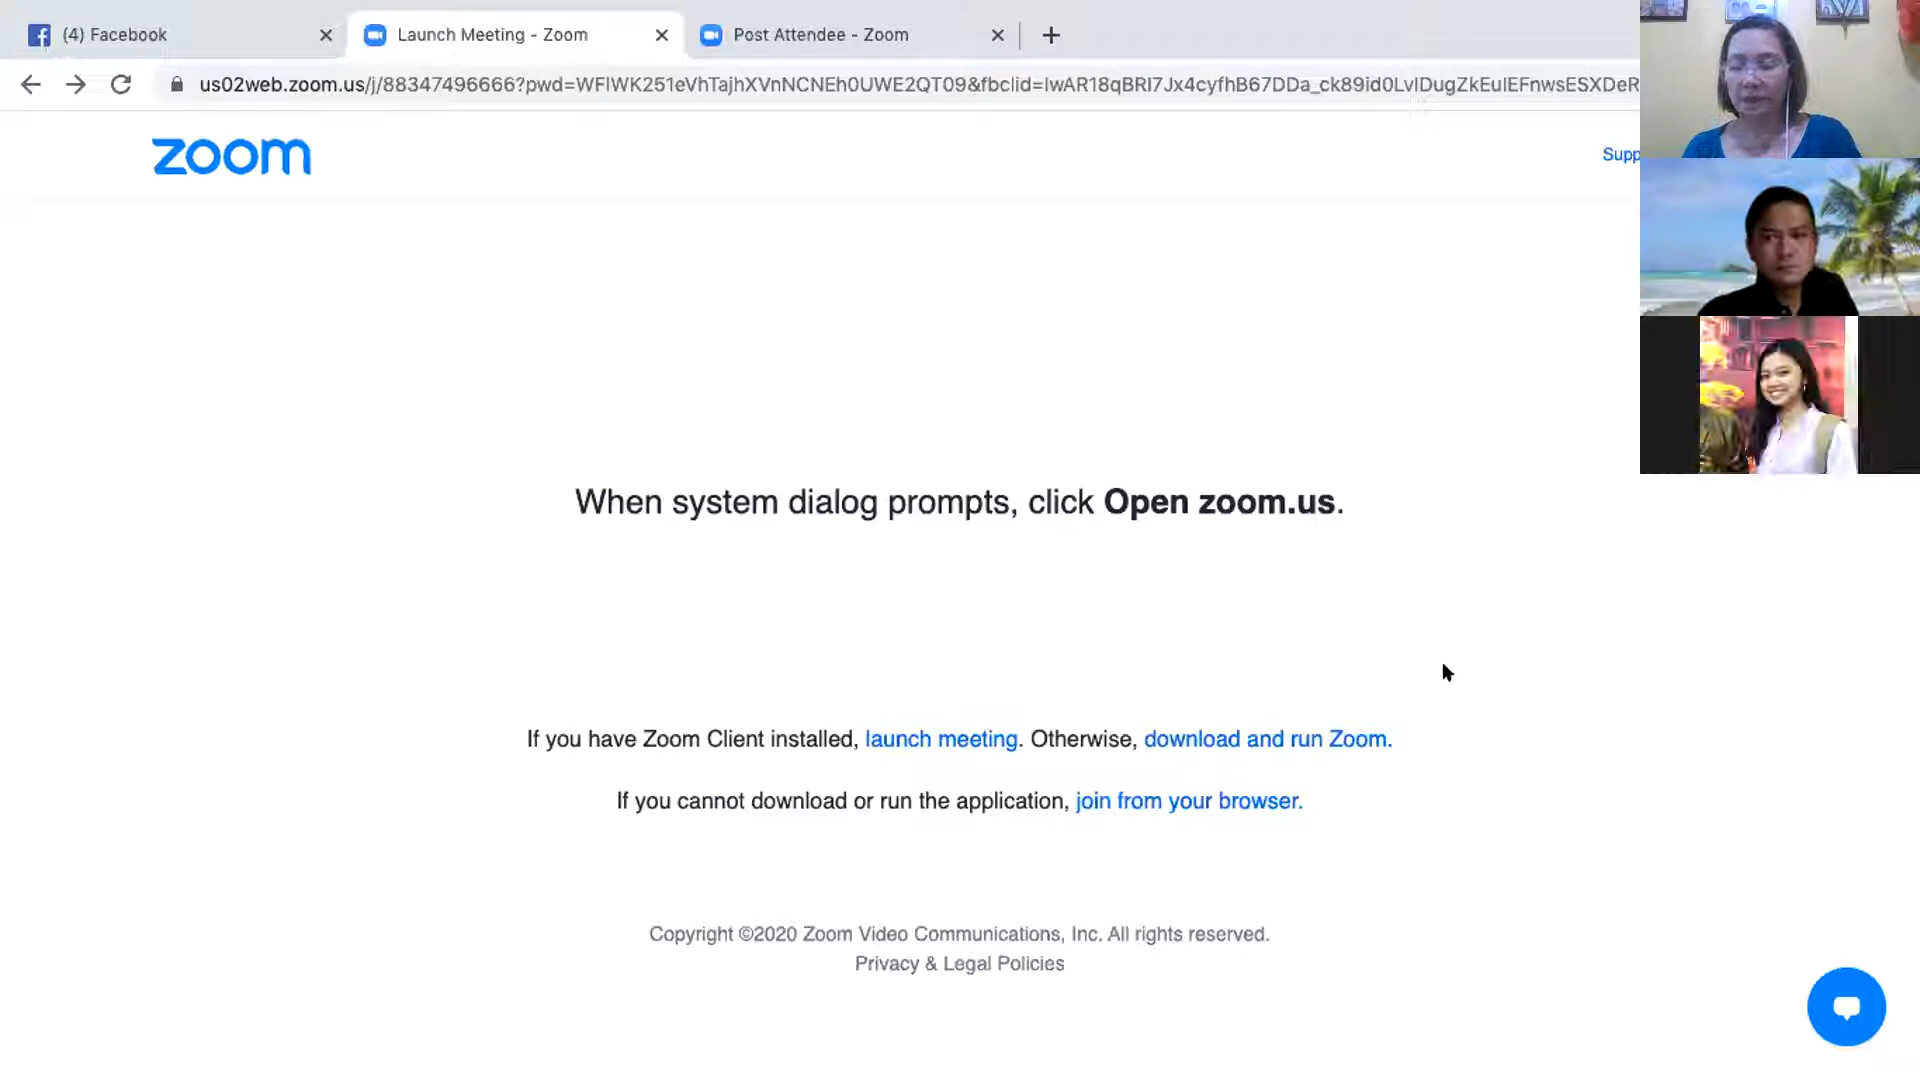 (4) Facebook
Launch Meeting - Zoom
Post Attendee - Zoom
us02web.zoom.us/j/88347496666?pwd=WFlWK251eVhTajhXVnNCNEh0UWE2QT09&fbclid=IwAR18qBRI7Jx4cyfhB67DDa_ck89id0LvIDugZkEuIEFnwsESXDeR
zoom
Supp
When system dialog prompts, click Open zoom.us.
If you have Zoom Client installed, launch meeting. Otherwise, download and run Zoom.
If you cannot download or run the application, join from your browser.
Copyright ©2020 Zoom Video Communications, Inc. All rights reserved.
Privacy & Legal Policies